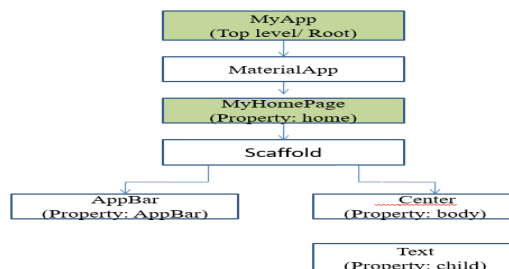 MyApp
(Top level/ Root)
MaterialApp
MyHomePage
(Property: home)
Scaffold
AppBar
(Property: AppBar)
Center
(Property: body)
Text
(Property: child)